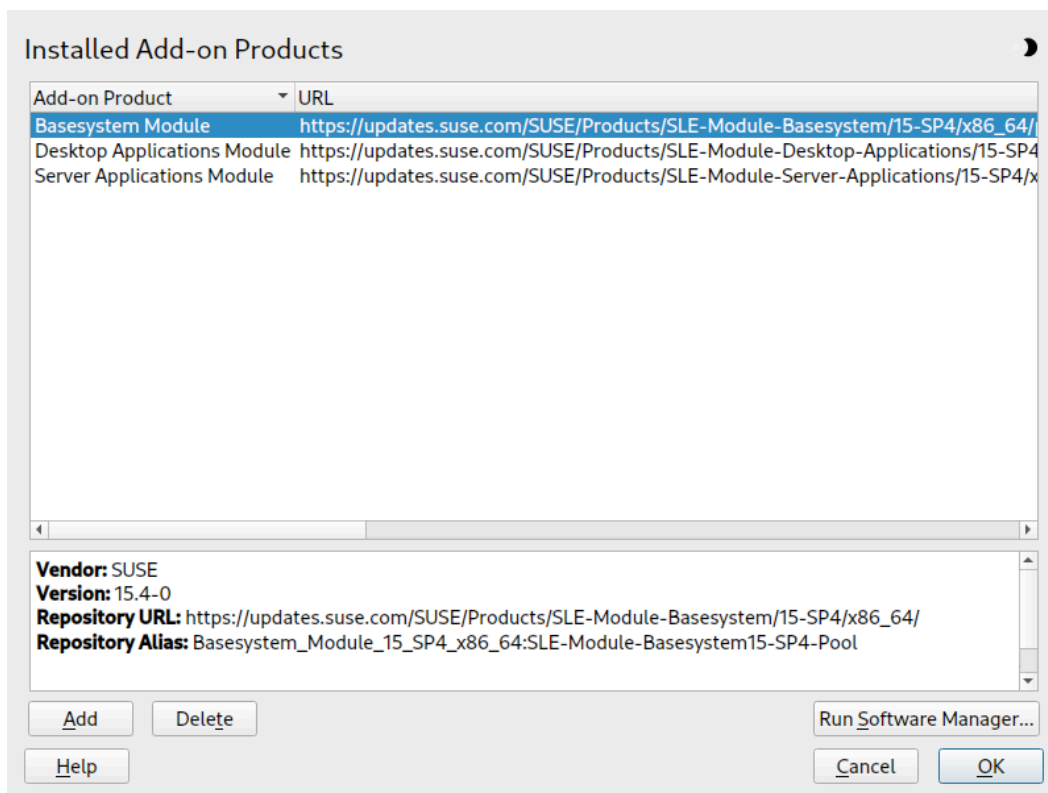 Installed Add-on Products
Add-on Product URL
Basesystem Module https://updates.suse.com/SUSE/Products/SLE-Module-Basesystem/15-SP4/x86_64/
Desktop Applications Module https://updates.suse.com/SUSE/Products/SLE-Module-Desktop-Applications/15-SP4
Server Applications Module https://updates.suse.com/SUSE/Products/SLE-Module-Server-Applications/15-SP4/x
Vendor: SUSE
Version: 15.4-0
Repository URL: https://updates.suse.com/SUSE/Products/SLE-Module-Basesystem/15-SP4/x86_64/
Repository Alias: Basesystem_Module_15_SP4_x86_64:SLE-Module-Basesystem15-SP4-Pool
Add Delete Run Software Manager...
Help Cancel OK